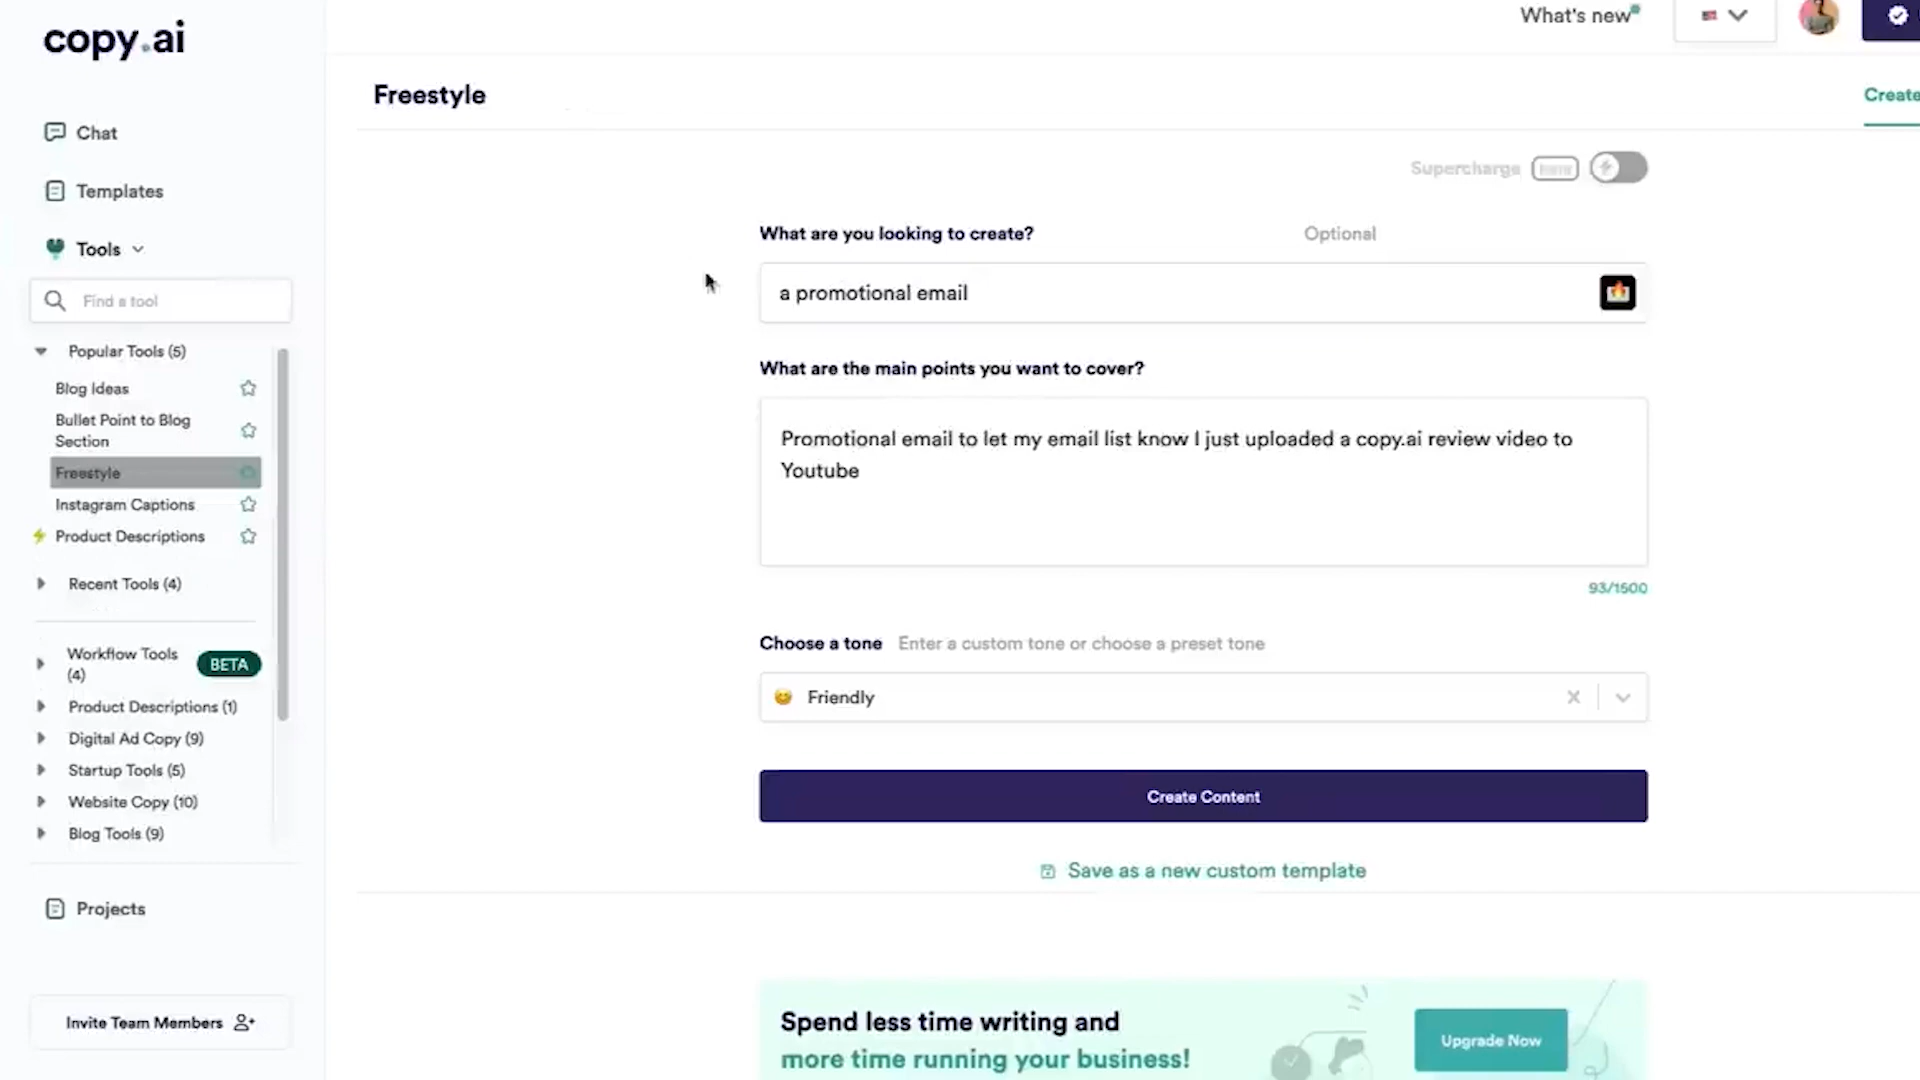 copy.ai
What's new
Freestyle
Create
Chat
Templates
Tools
Find a tool
Popular Tools (5)
Blog Ideas
Bullet Point to Blog
Section
Freestyle
Instagram Captions
Product Descriptions
Recent Tools (4)
Workflow Tools
(4)
BETA
Product Descriptions (1)
Digital Ad Copy (9)
Startup Tools (5)
Website Copy (10)
Blog Tools (9)
Projects
Invite Team Members
Supercharge
What are you looking to create?
Optional
a promotional email
What are the main points you want to cover?
Promotional email to let my email list know I just uploaded a copy.ai review video to
Youtube
93/1500
Choose a tone
Enter a custom tone or choose a preset tone
Friendly
Create Content
Save as a new custom template
Spend less time writing and
more time running your business!
Upgrade Now